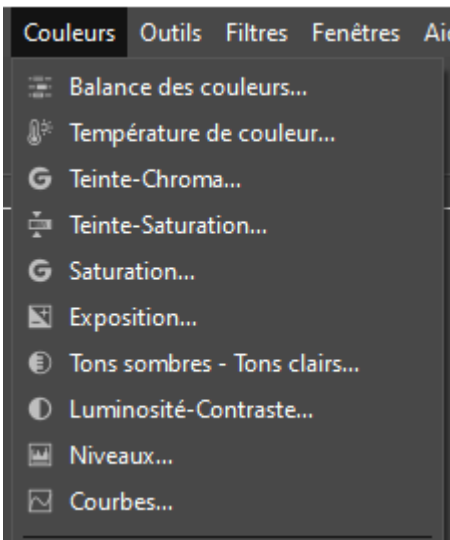 Couleurs Outils Filtres Fenêtres
Balance des couleurs...
Température de couleur...
Teinte-Chroma...
Teinte-Saturation...
Saturation...
Exposition...
Tons sombres - Tons clairs...
Luminosité-Contraste...
Niveaux...
Courbes...